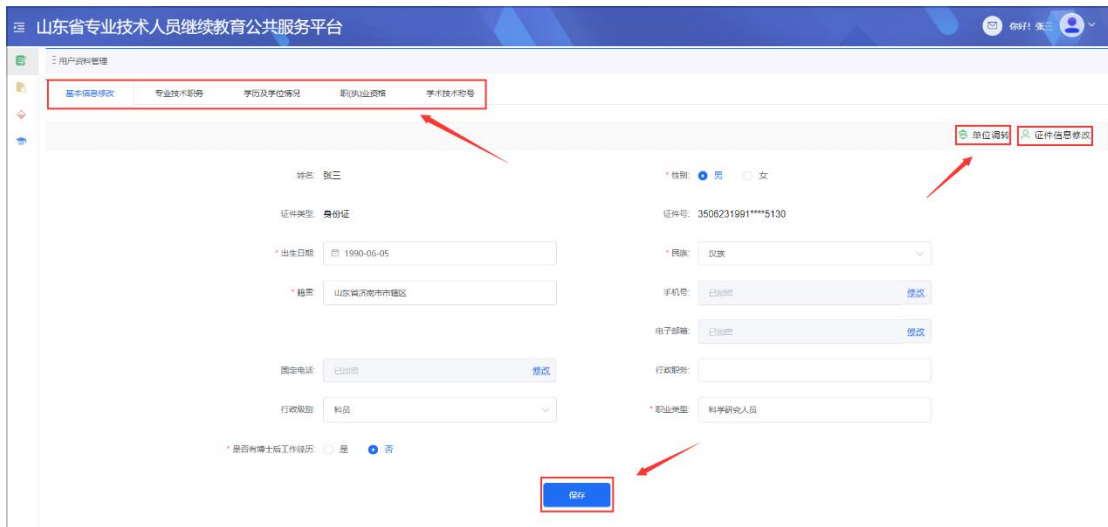 山东省专业技术人员继续教育公共服务平台 你好! 张三
用户资料管理
基本信息修改 专业技术职务 学历及学位情况 职(执)业资格 学术技术称号
单位调转 证件信息修改
姓名: 张三 * 性别: 男 女
证件类型: 身份证 证件号: 3506231991****5130
* 出生日期: 1990-06-05 * 民族: 汉族
* 籍贯: 山东省济南市市辖区 手机号: 已加密 修改
电子邮箱: 已加密 修改
固定电话: 已加密 修改 行政职务:
行政级别: 科员 * 职业类型: 科学研究人员
* 是否有博士后工作经历: 是 否
保存